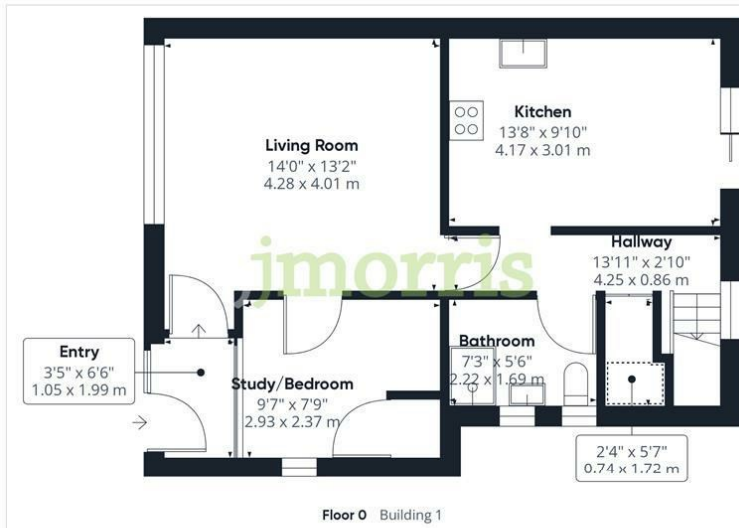 Living Room
14'0" x 13'2"
4.28 x 4.01 m
Kitchen
13'8" x 9'10"
4.17 x 3.01 m
jmorris
Hallway
13'11" x 2'10"
4.25 x 0.86 m
Entry
3'5" x 6'6"
1.05 x 1.99 m
Study/Bedroom
9'7" x 7'9"
2.93 x 2.37 m
Bathroom
7'3" x 5'6"
2.22 x 1.69 m
2'4" x 5'7"
0.74 x 1.72 m
Floor 0 Building 1